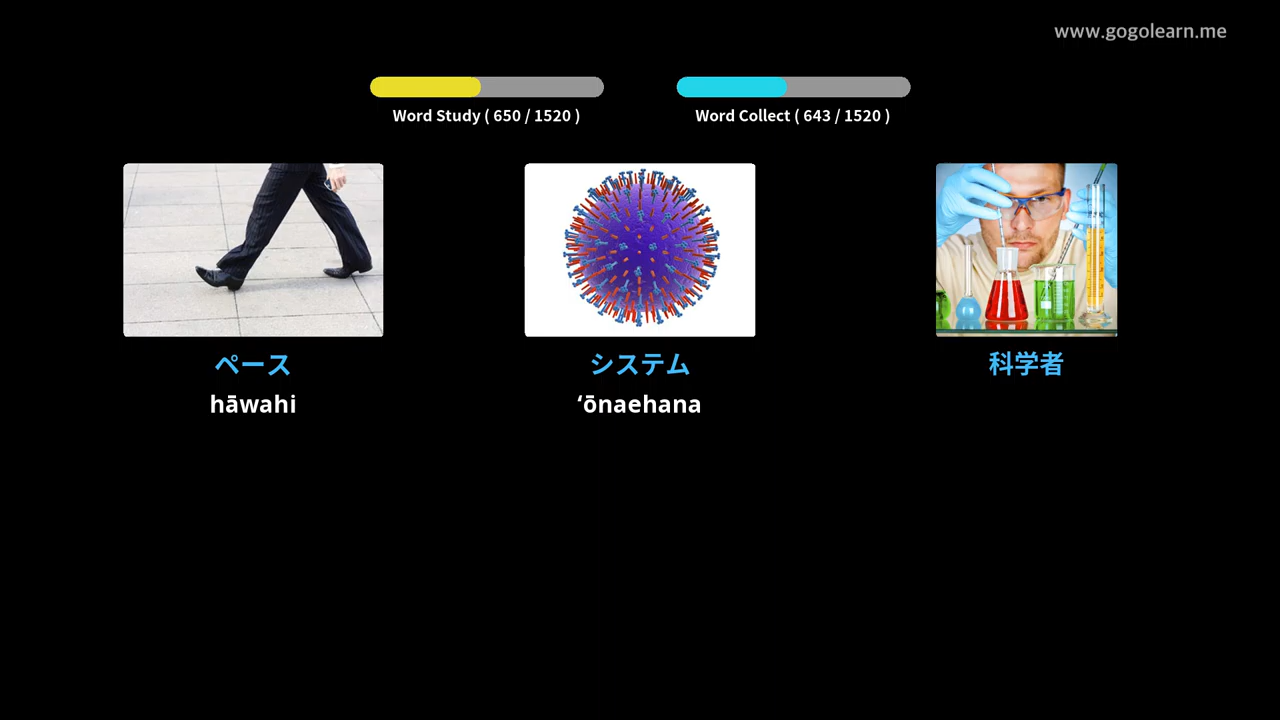 www.gogolearn.me
Word Study ( 650 / 1520 )
Word Collect ( 643 / 1520 )
ペース
システム
科学者
hāwahi
ʻōnaehana